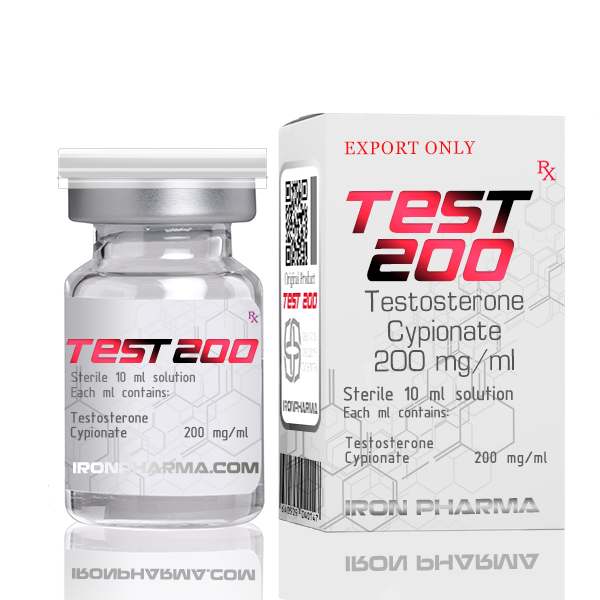 Rx
TEST 200
Sterile 10 ml solution
Each ml contains:
Testosterone
Cypionate 200 mg/ml
IRONPHARMA.COM
Original Product
TEST 200
IRONPHARMA
EXPORT ONLY
Rx
TEST
200
Testosterone
Cypionate
200 mg/ml
Sterile 10 ml solution
Each ml contains:
Testosterone
Cypionate 200 mg/ml
IRON PHARMA